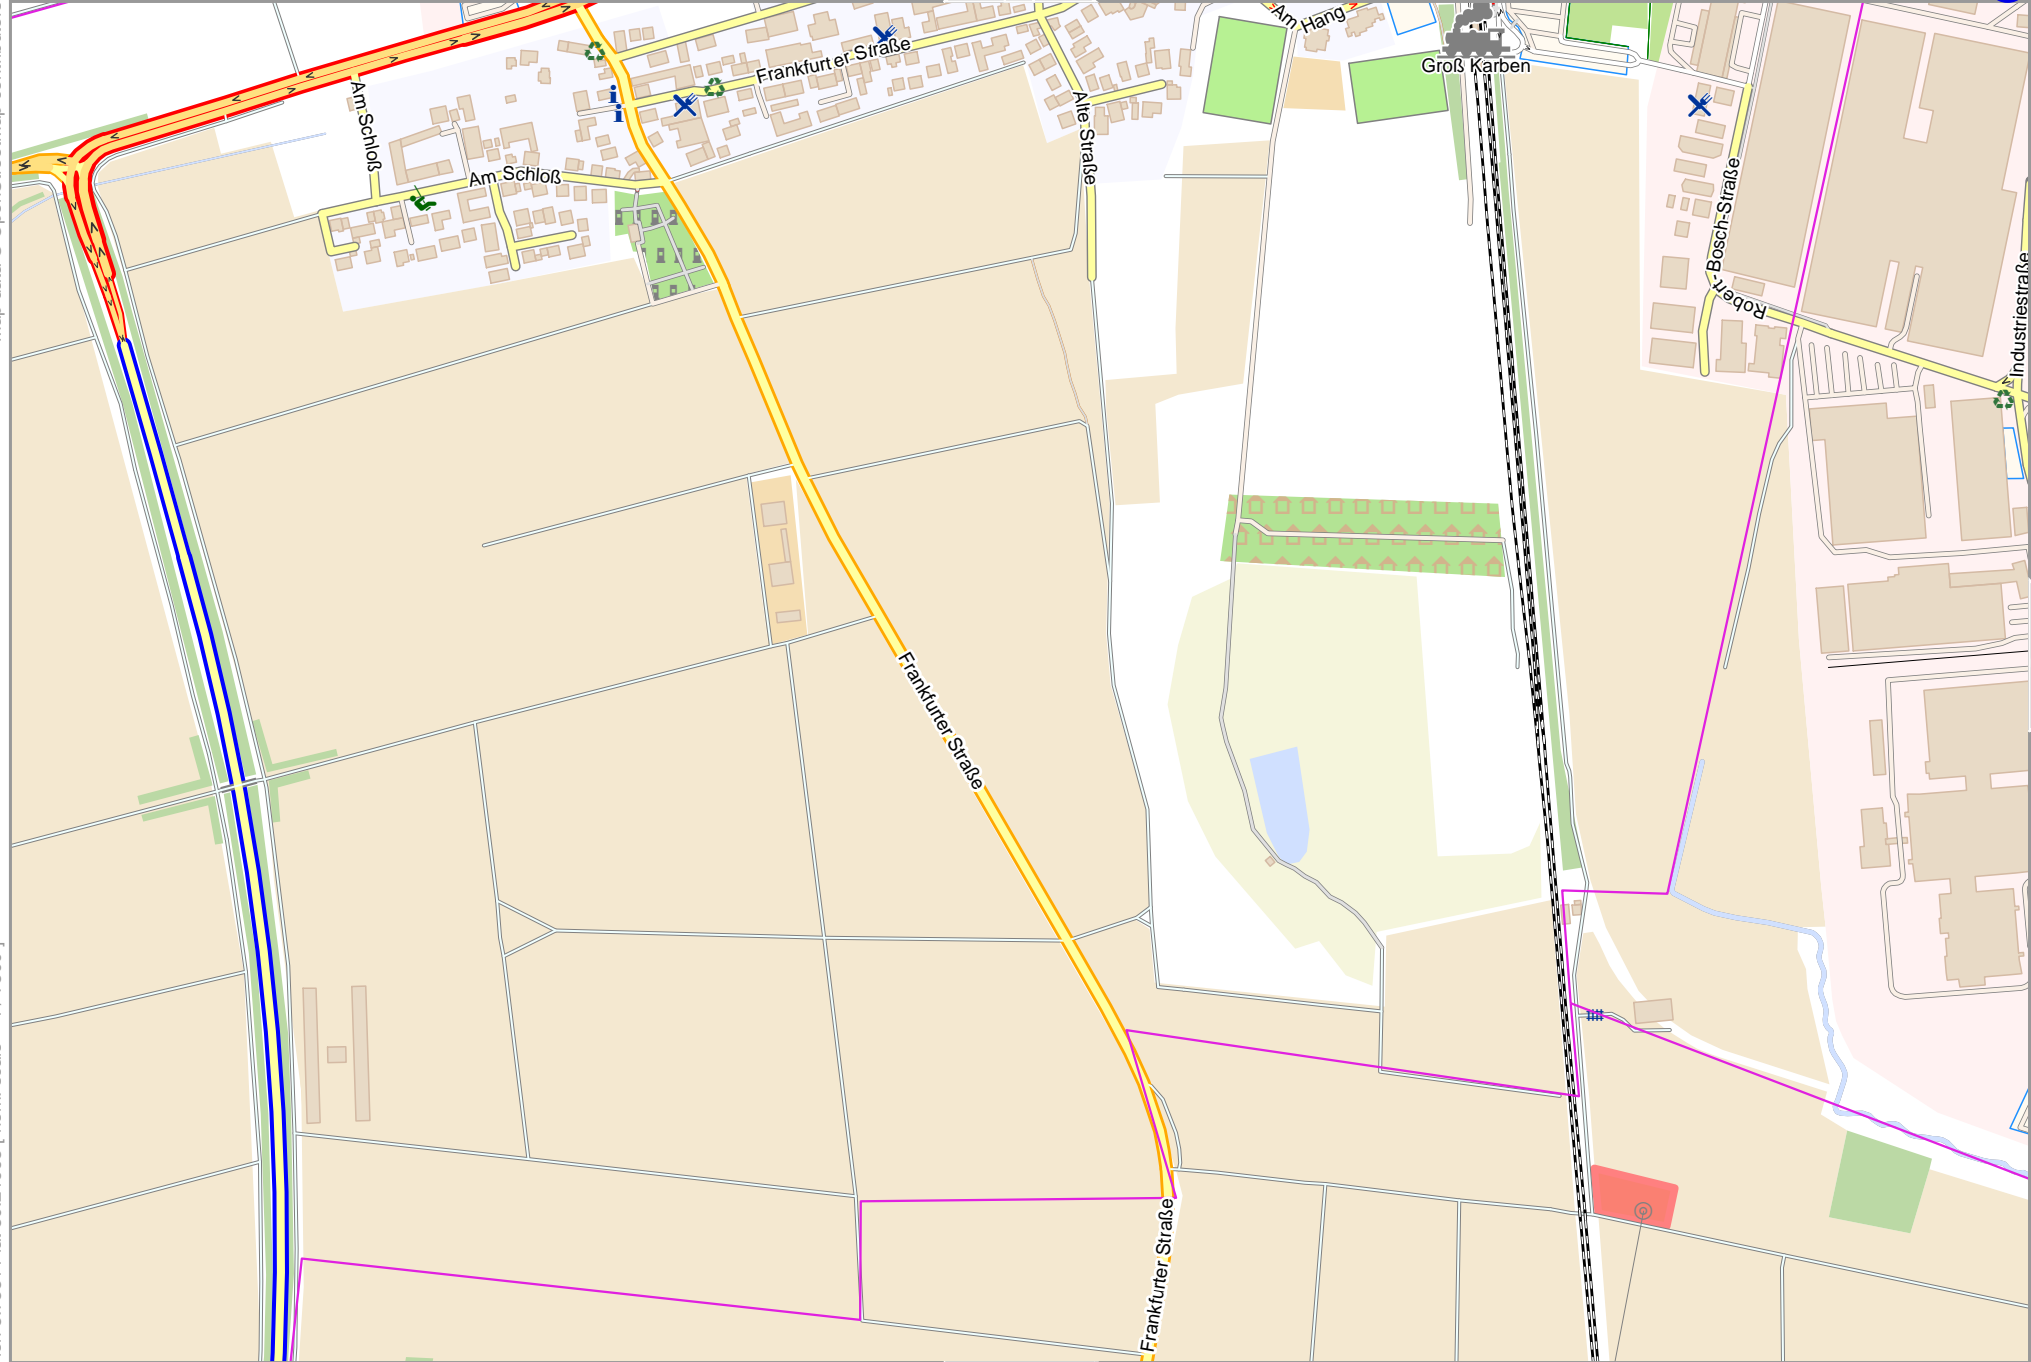 Am Hang
Frankfurter Straße
Groß Karben
Am Schloß
Alte Straße
Am Schloß
Robert-Bosch-Straße
Industriestraße
Frankfurter Straße
Frankfurter Straße